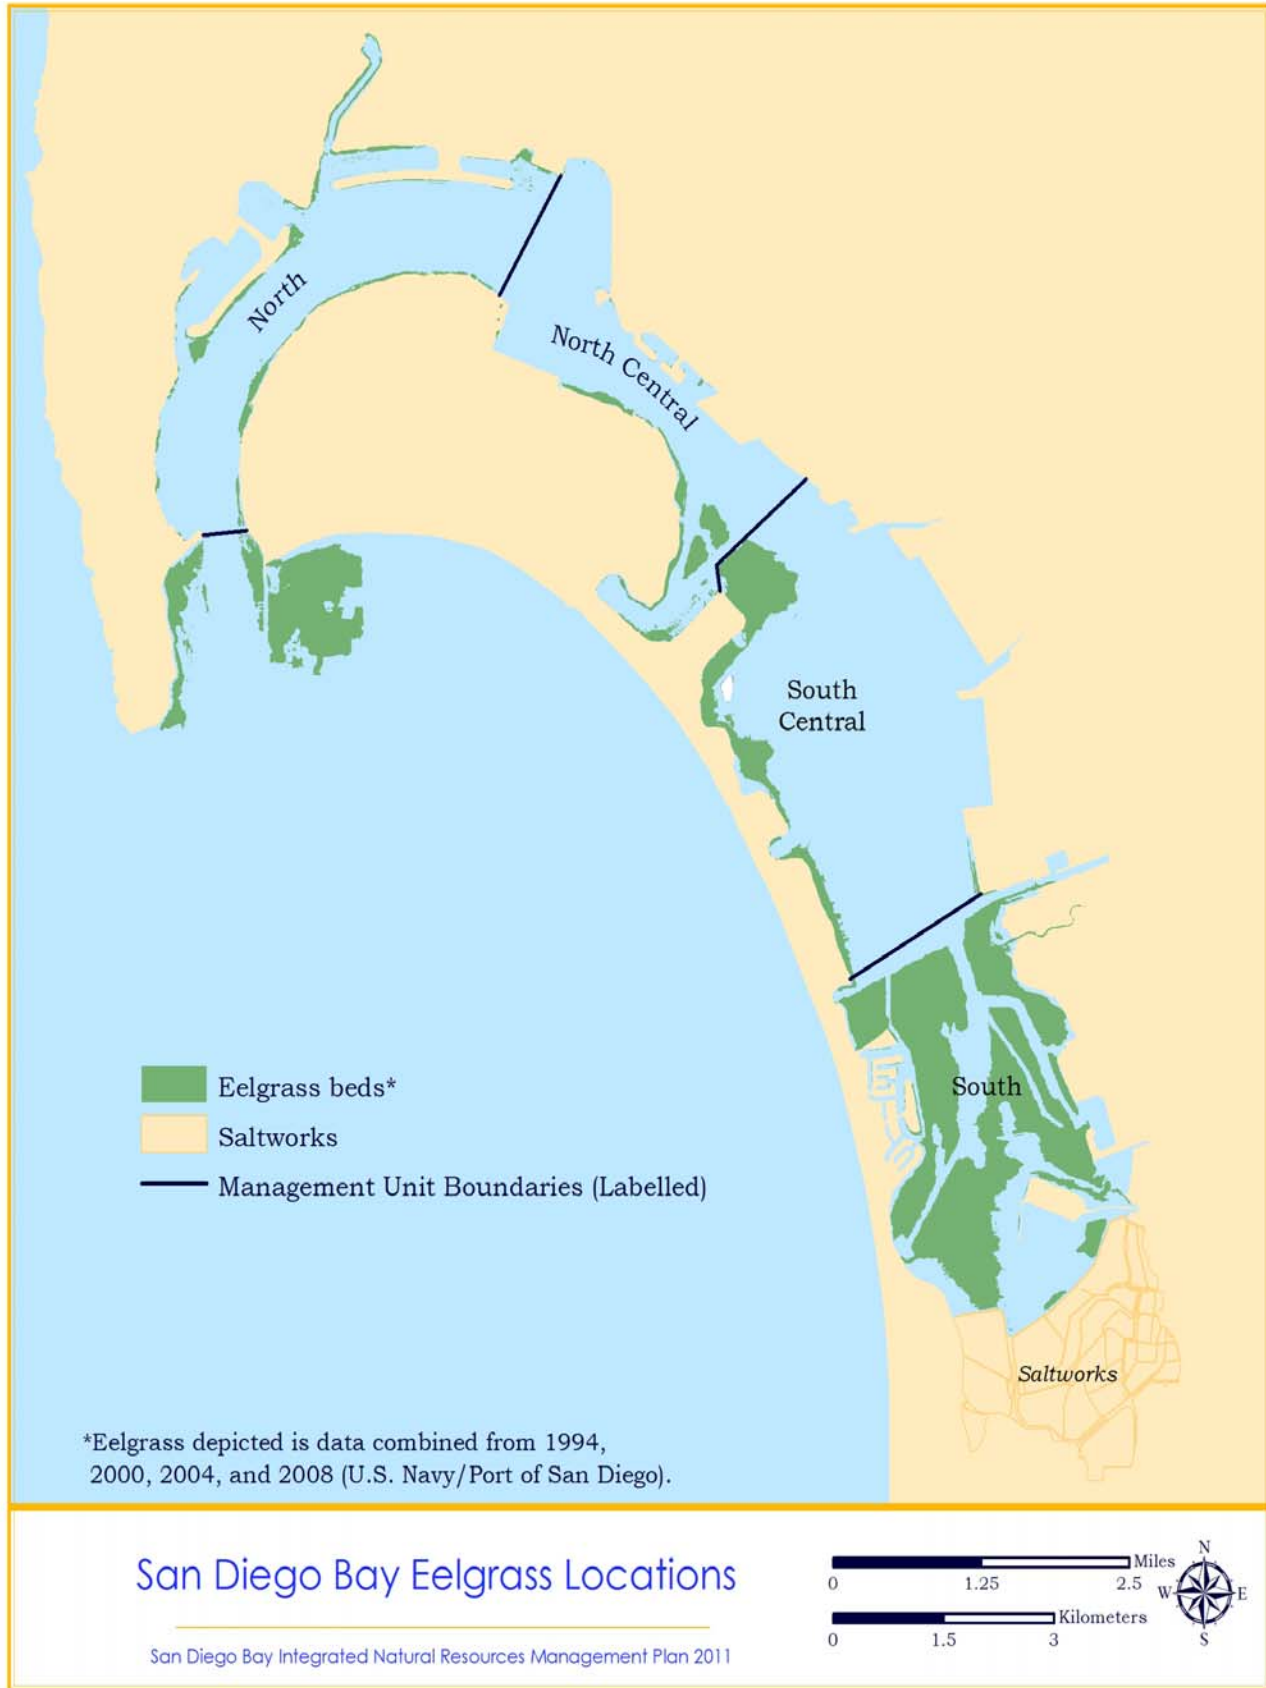 North
North Central
South
Central
South
Eelgrass beds*
Saltworks
Management Unit Boundaries (Labelled)
Saltworks
*Eelgrass depicted is data combined from 1994,
2000, 2004, and 2008 (U.S. Navy/Port of San Diego).
San Diego Bay Eelgrass Locations
San Diego Bay Integrated Natural Resources Management Plan 2011
Miles
0 1.25 2.5
Kilometers
0 1.5 3
N
W E
S